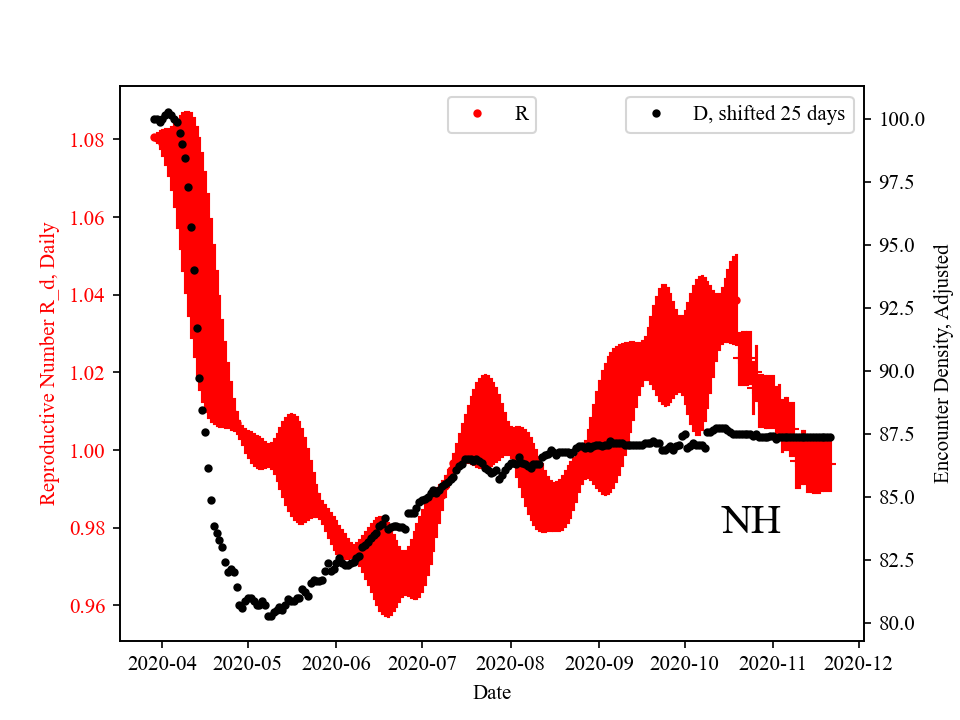 R
D, shifted 25 days
Reproductive Number R_d, Daily
1.08
1.06
1.04
1.02
1.00
0.98
0.96
100.0
97.5
95.0
92.5
90.0
87.5
85.0
82.5
80.0
Encounter Density, Adjusted
NH
2020-04 2020-05 2020-06 2020-07 2020-08 2020-09 2020-10 2020-11 2020-12
Date